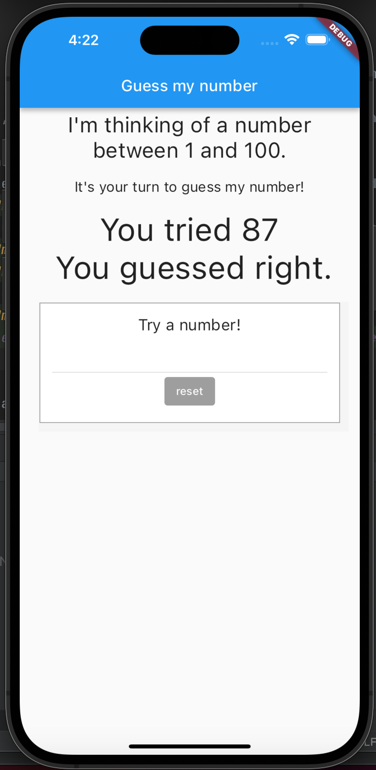 4:22
DEBUG
Guess my number
I'm thinking of a number
between 1 and 100.
It's your turn to guess my number!
You tried 87
You guessed right.
Try a number!
reset